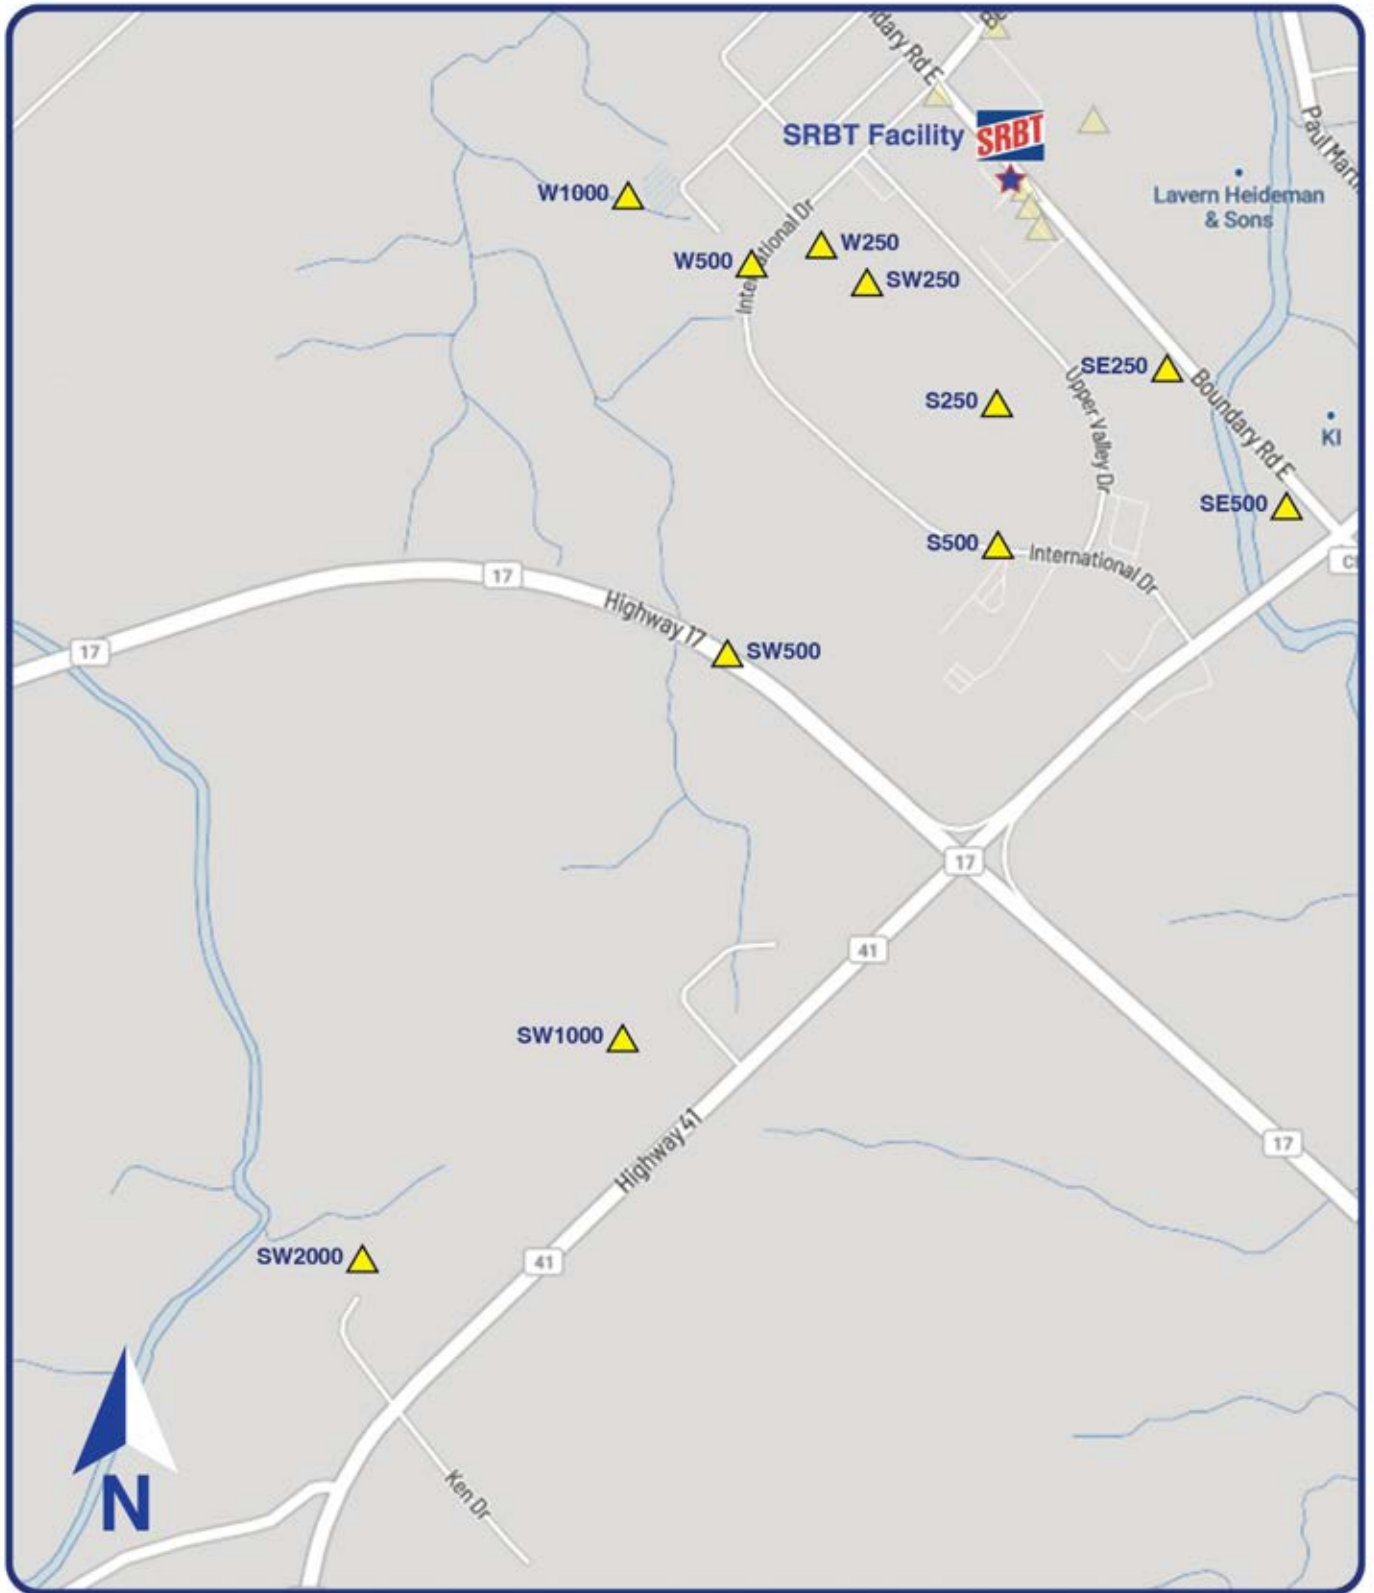 Boundary Rd E
SRBT Facility
SRBT
Lavern Heideman
& Sons
W1000
W250
W500
SW250
International Dr
SE250
Upper Valley Dr
S250
Boundary Rd E
KI
SE500
S500
International Dr
17
Highway 17
17
SW500
17
41
SW1000
Highway 41
17
SW2000
41
N
Ken Dr